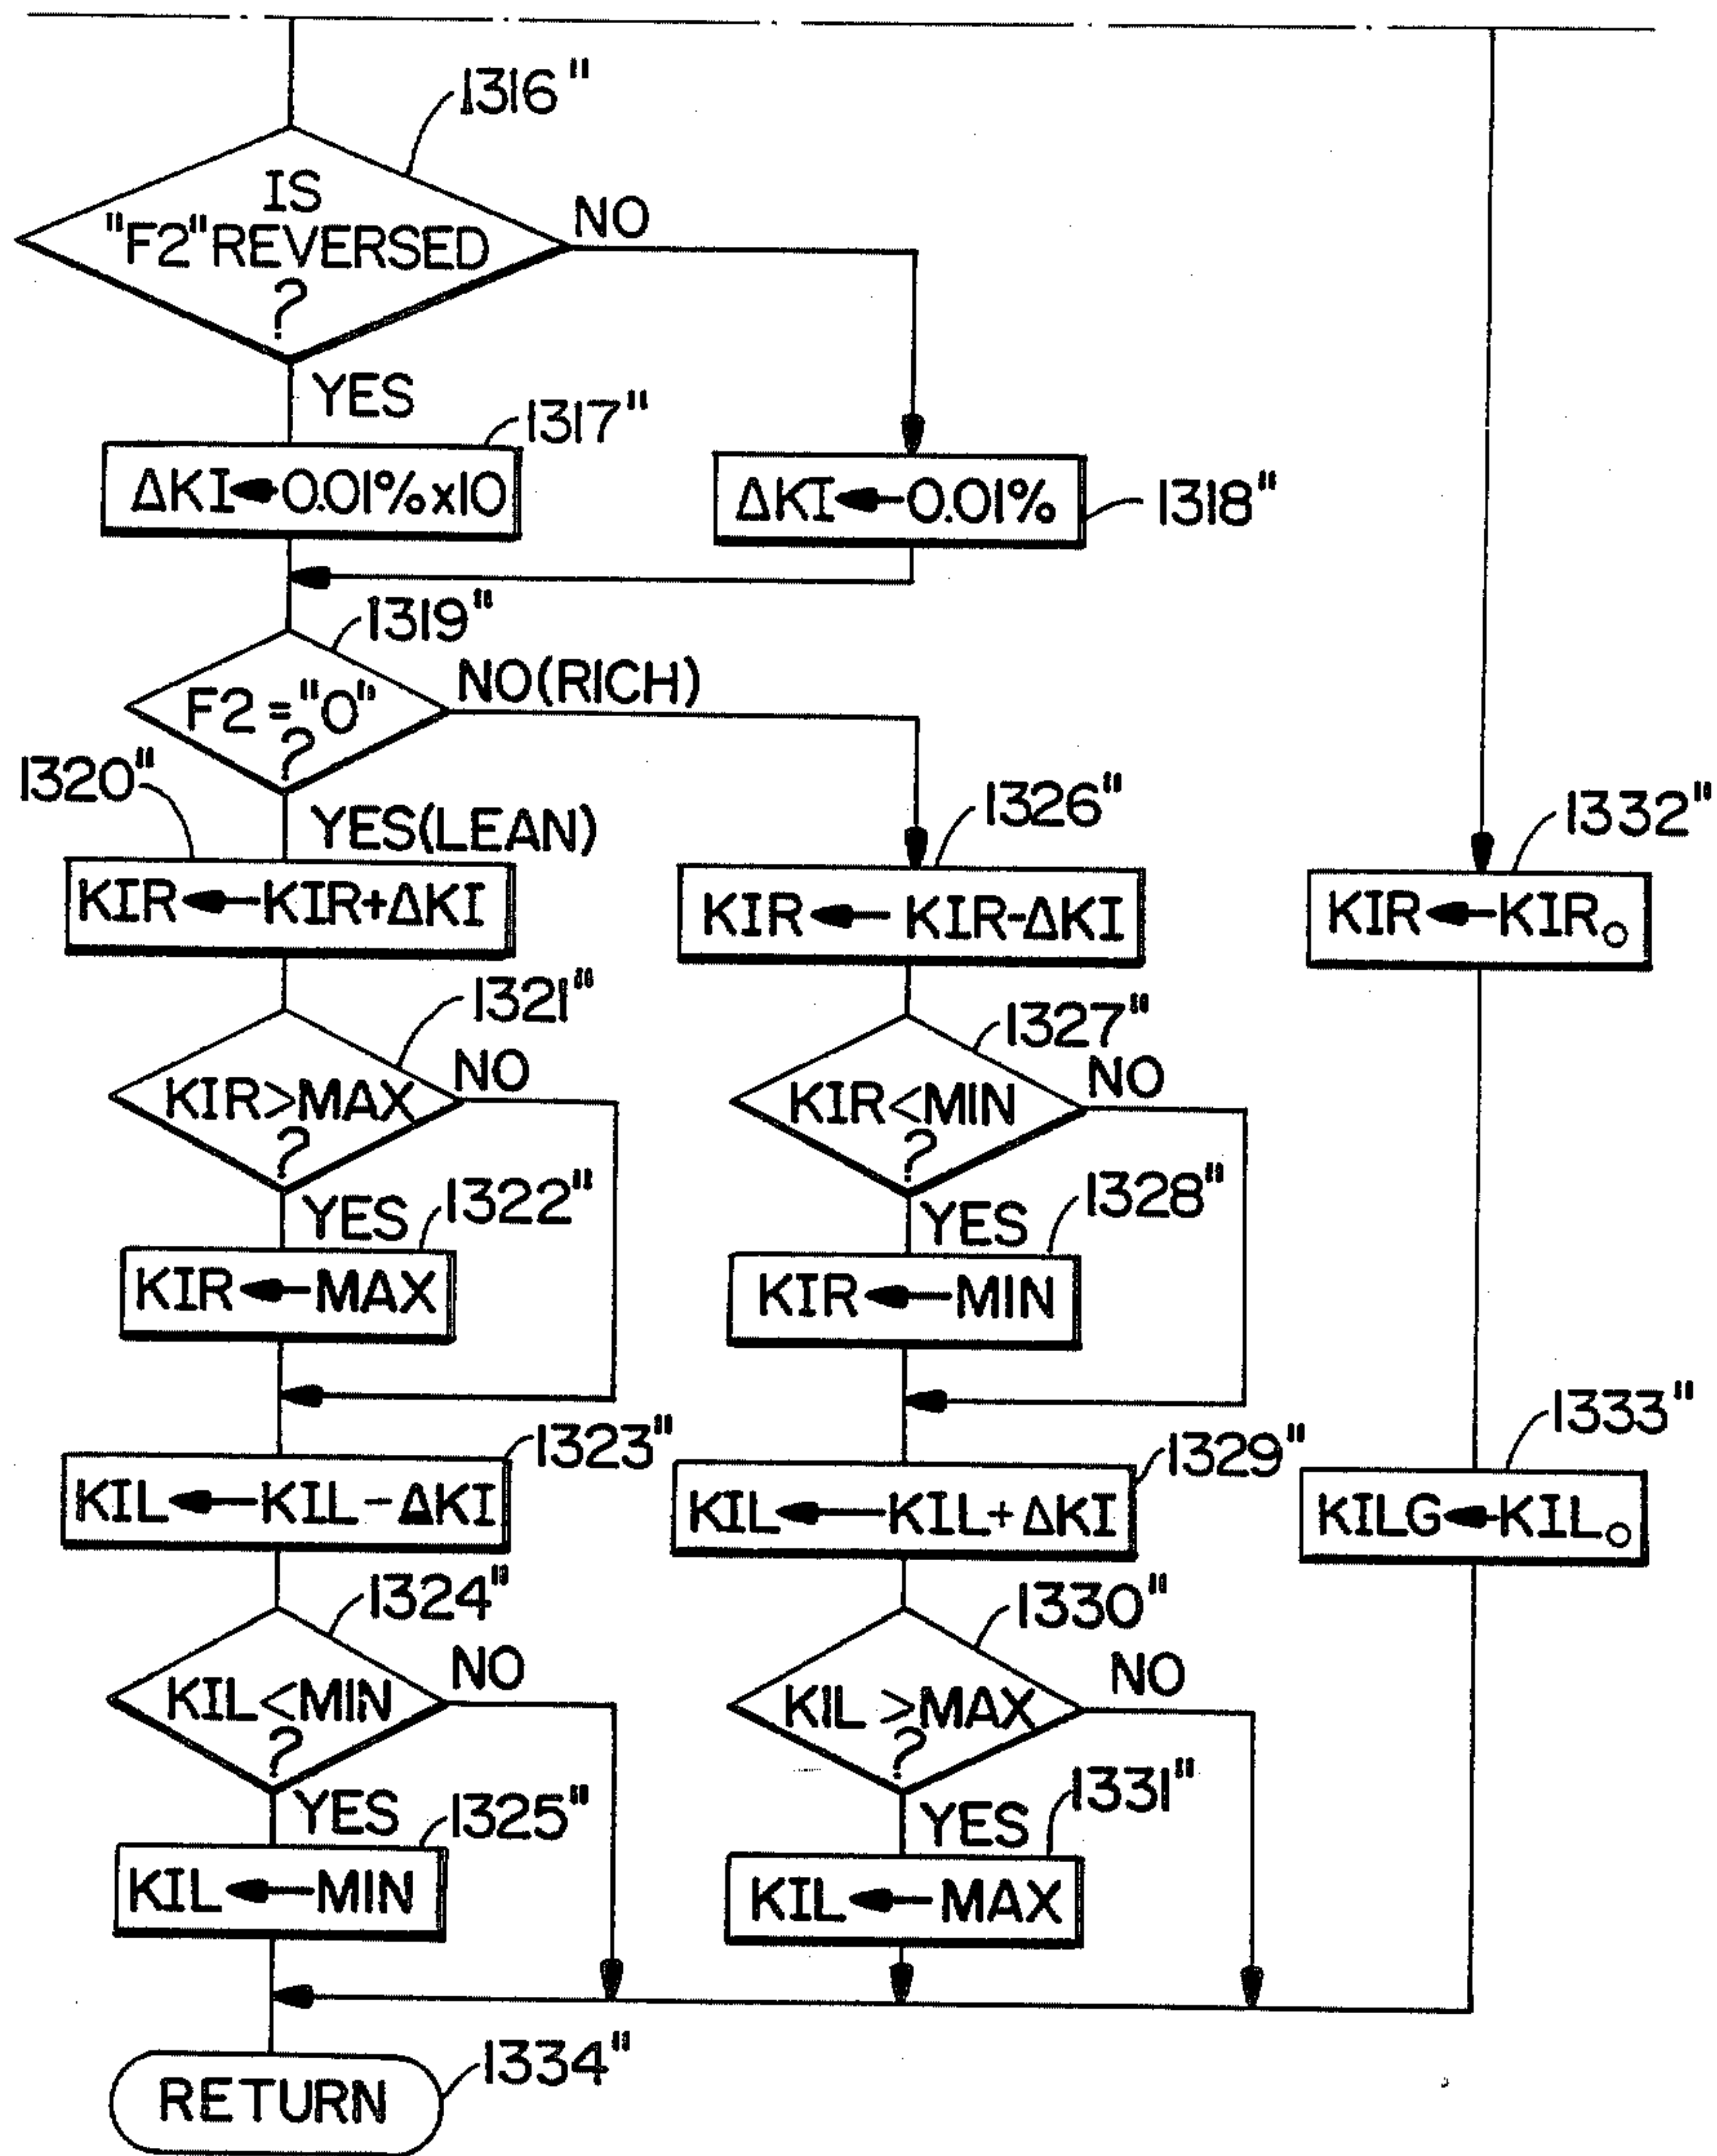 1316"
IS
"F2" REVERSED
?
NO
YES
1317"
ΔKI←0.01%x10
ΔKI←0.01%
1318"
1319"
F2="0"
?
NO(RICH)
1320"
YES(LEAN)
1326"
1332"
KIR←KIR+ΔKI
KIR←KIR-ΔKI
KIR←KIR₀
1321"
KIR>MAX
?
NO
1327"
KIR<MIN
?
NO
YES
1322"
YES
1328"
KIR←MAX
KIR←MIN
1323"
1329"
1333"
KIL←KIL-ΔKI
KIL←KIL+ΔKI
KILG←KIL₀
1324"
KIL<MIN
?
NO
1330"
KIL>MAX
?
NO
YES
1325"
YES
1331"
KIL←MIN
KIL←MAX
1334"
RETURN